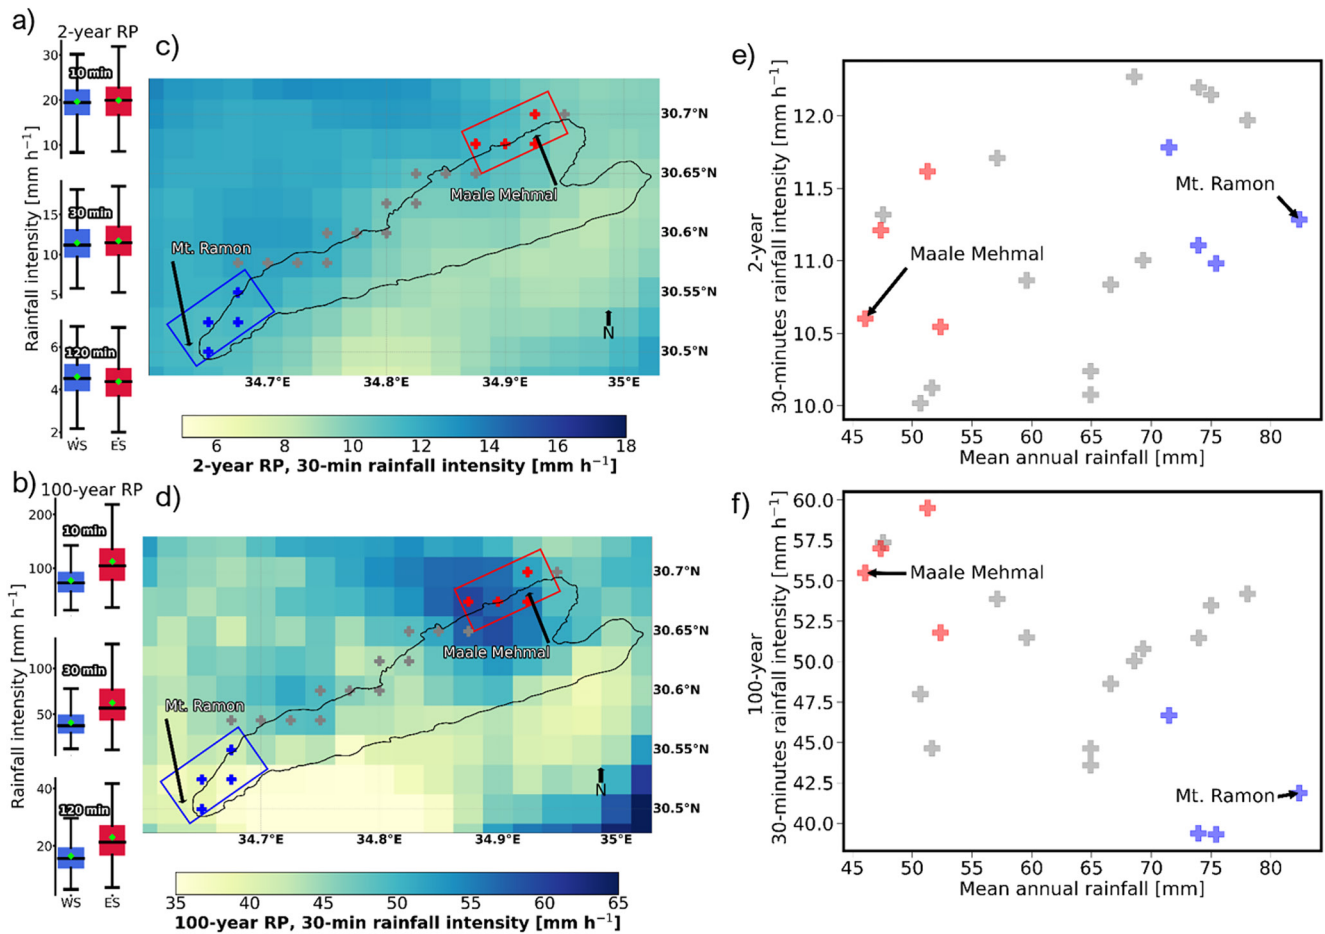 a)
2-year RP
30
20
10
10 min
15
10
5
30 min
6
4
2
120 min
WS
ES
Rainfall intensity [mm h−1]
c)
Maale Mehmal
Mt. Ramon
N
30.7°N
30.65°N
30.6°N
30.55°N
30.5°N
34.7°E
34.8°E
34.9°E
35°E
6
8
10
12
14
16
18
2-year RP, 30-min rainfall intensity [mm h−1]
e)
12.0
11.5
11.0
10.5
10.0
2-year
30-minutes rainfall intensity [mm h−1]
Mt. Ramon
Maale Mehmal
45
50
55
60
65
70
75
80
Mean annual rainfall [mm]
b)
100-year RP
200
100
10 min
100
50
30 min
40
20
120 min
WS
ES
Rainfall intensity [mm h−1]
d)
Maale Mehmal
Mt. Ramon
N
30.7°N
30.65°N
30.6°N
30.55°N
30.5°N
34.7°E
34.8°E
34.9°E
35°E
35
40
45
50
55
60
65
100-year RP, 30-min rainfall intensity [mm h−1]
f)
60.0
57.5
55.0
52.5
50.0
47.5
45.0
42.5
40.0
100-year
30-minutes rainfall intensity [mm h−1]
Maale Mehmal
Mt. Ramon
45
50
55
60
65
70
75
80
Mean annual rainfall [mm]